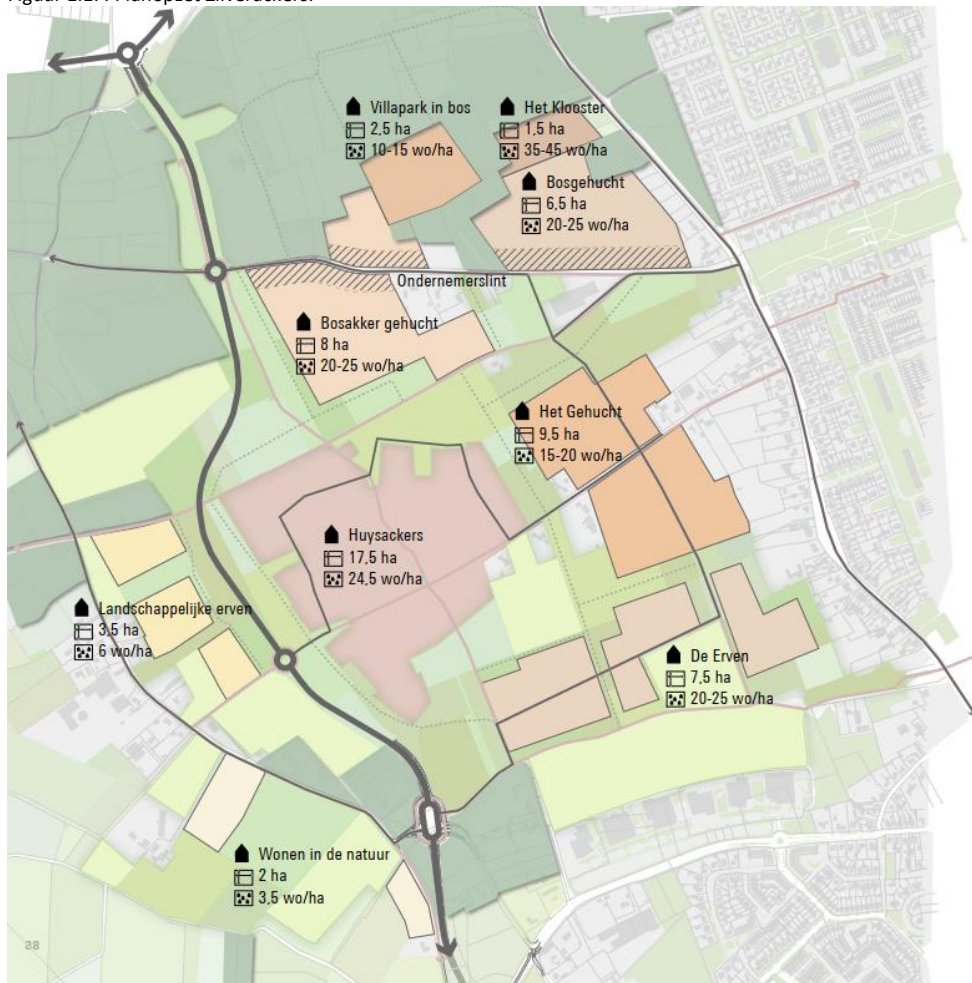 Villapark in bos
2,5 ha
10-15 wo/ha
Het Klooster
1,5 ha
35-45 wo/ha
Bosgehucht
6,5 ha
20-25 wo/ha
Ondernemerslint
Bosakker gehucht
8 ha
20-25 wo/ha
Het Gehucht
9,5 ha
15-20 wo/ha
Huysackers
17,5 ha
24,5 wo/ha
Landschappelijke erven
3,5 ha
6 wo/ha
De Erven
7,5 ha
20-25 wo/ha
Wonen in de natuur
2 ha
3,5 wo/ha
38